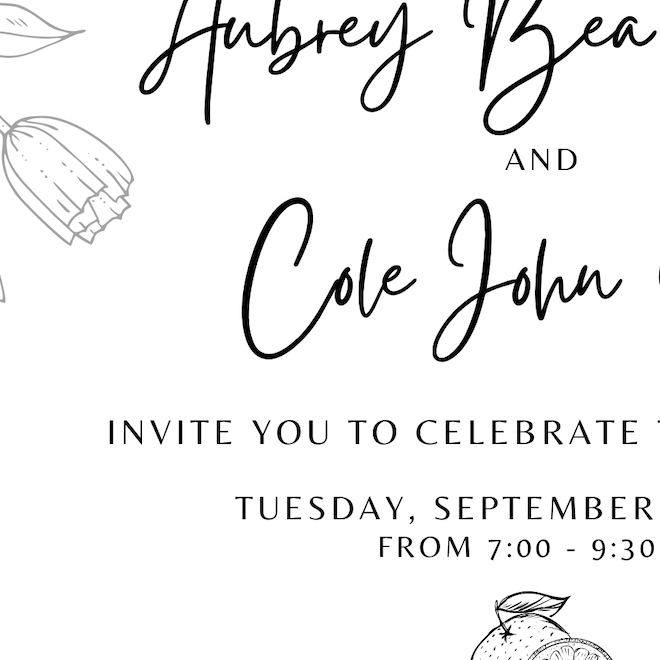 Aubrey Bea
AND
Cole John
INVITE YOU TO CELEBRATE
TUESDAY, SEPTEMBER
FROM 7:00 - 9:30